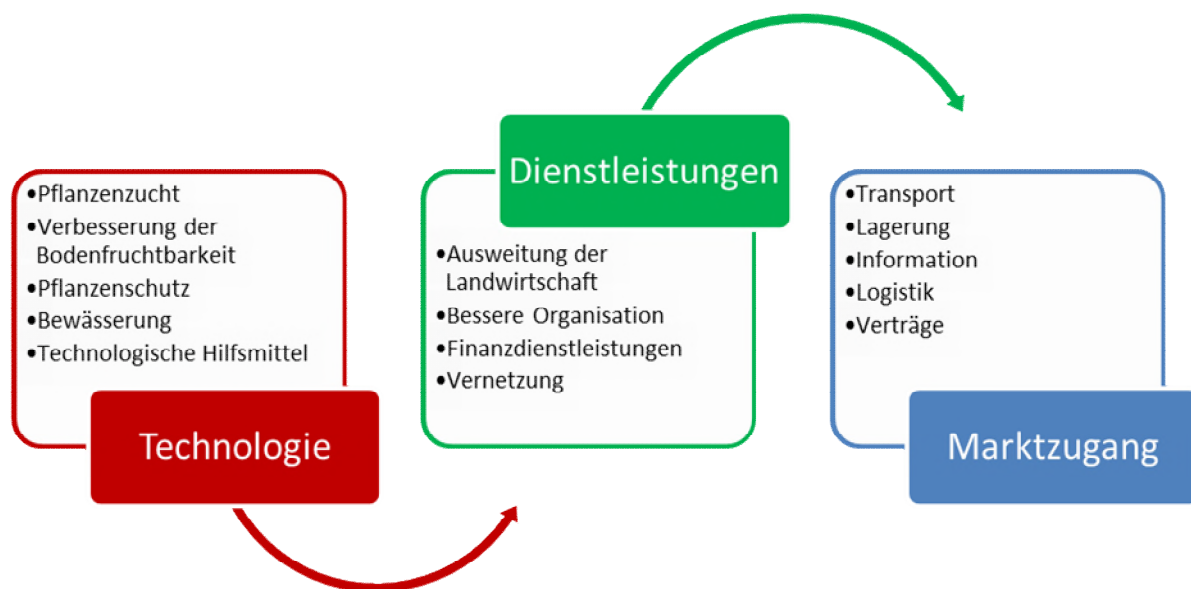 •Pflanzenzucht
•Verbesserung der
Bodenfruchtbarkeit
•Pflanzenschutz
•Bewässerung
•Technologische Hilfsmittel
Technologie
Dienstleistungen
•Ausweitung der
Landwirtschaft
•Bessere Organisation
•Finanzdienstleistungen
•Vernetzung
•Transport
•Lagerung
•Information
•Logistik
•Verträge
Marktzugang